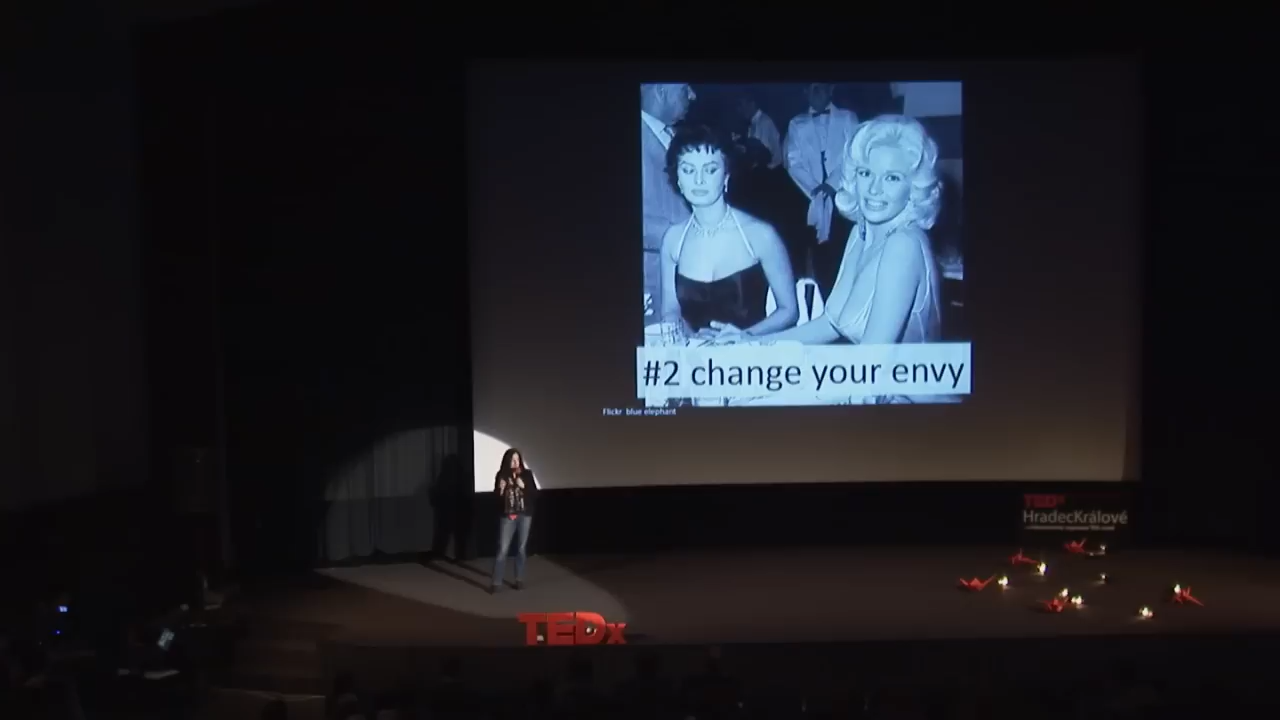 #2 change your envy
Flickr blue elephant
TEDx
HradecKrálové
TEDx